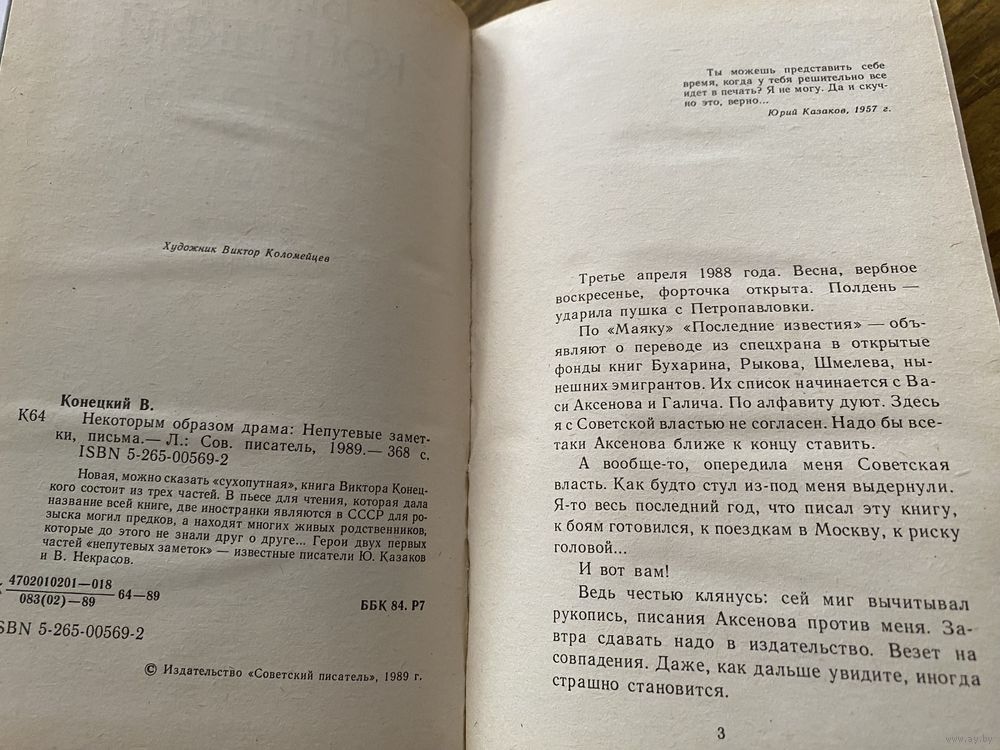 Художник Виктор Коломейцев
Конецкий В.
К64
Некоторым образом драма: Непутевые замет-
ки, письма.— Л.: Сов. писатель, 1989.— 368 с.
ISBN 5-265-00569-2
Новая, можно сказать «сухопутная», книга Виктора Конец-
кого состоит из трех частей. В пьесе для чтения, которая дала
название всей книге, две иностранки являются в СССР для ро-
зыска могил предков, а находят многих живых родственников,
которые до этого не знали друг о друге... Герои двух первых
частей «непутевых заметок» — известные писатели Ю. Казаков
и В. Некрасов.
4702010201—018
083(02)—89
64—89
ББК 84. Р7
ISBN 5-265-00569-2
© Издательство «Советский писатель», 1989 г.
Ты можешь представить себе
время, когда у тебя решительно все
идет в печать? Я не могу. Да и скуч-
но это, верно...
Юрий Казаков, 1957 г.
Третье апреля 1988 года. Весна, вербное
воскресенье, форточка открыта. Полдень —
ударила пушка с Петропавловки.
По «Маяку» «Последние известия» — объ-
являют о переводе из спецхрана в открытые
фонды книг Бухарина, Рыкова, Шмелева, ны-
нешних эмигрантов. Их список начинается с Ва-
си Аксенова и Галича. По алфавиту дуют. Здесь
я с Советской властью не согласен. Надо бы все-
таки Аксенова ближе к концу ставить.
А вообще-то, опередила меня Советская
власть. Как будто стул из-под меня выдернули.
Я-то весь последний год, что писал эту книгу,
к боям готовился, к поездкам в Москву, к риску
головой...
И вот вам!
Ведь честью клянусь: сей миг вычитывал
рукопись, писания Аксенова против меня. За-
втра сдавать надо в издательство. Везет на
совпадения. Даже, как дальше увидите, иногда
страшно становится.
3
www.ay.by